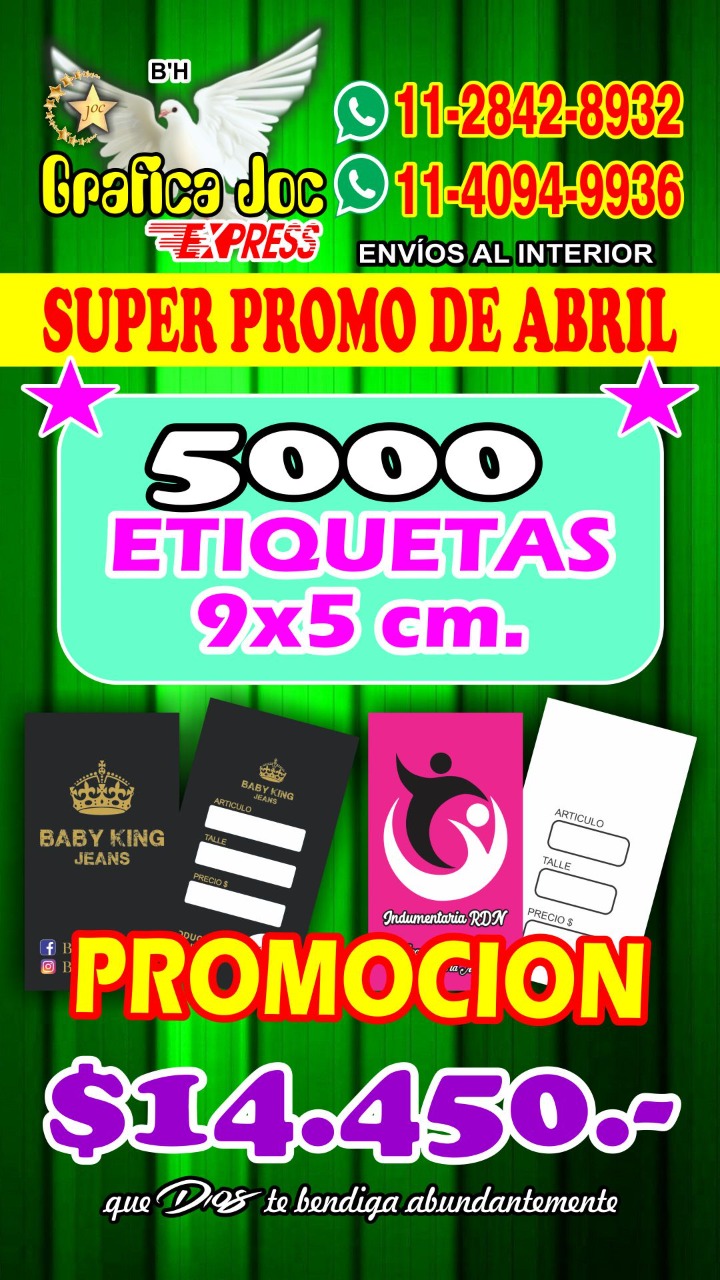 B'H
JOC
Grafica Joc
EXPRESS
11-2842-8932
11-4094-9936
ENVÍOS AL INTERIOR
SUPER PROMO DE ABRIL
5000
ETIQUETAS
9x5 cm.
BABY KING
JEANS
BABY KING
JEANS
ARTICULO
TALLE
PRECIO $
Indumentaria RDN
ARTICULO
TALLE
PRECIO $
PROMOCION
$14.450.-
que Dios te bendiga abundantemente